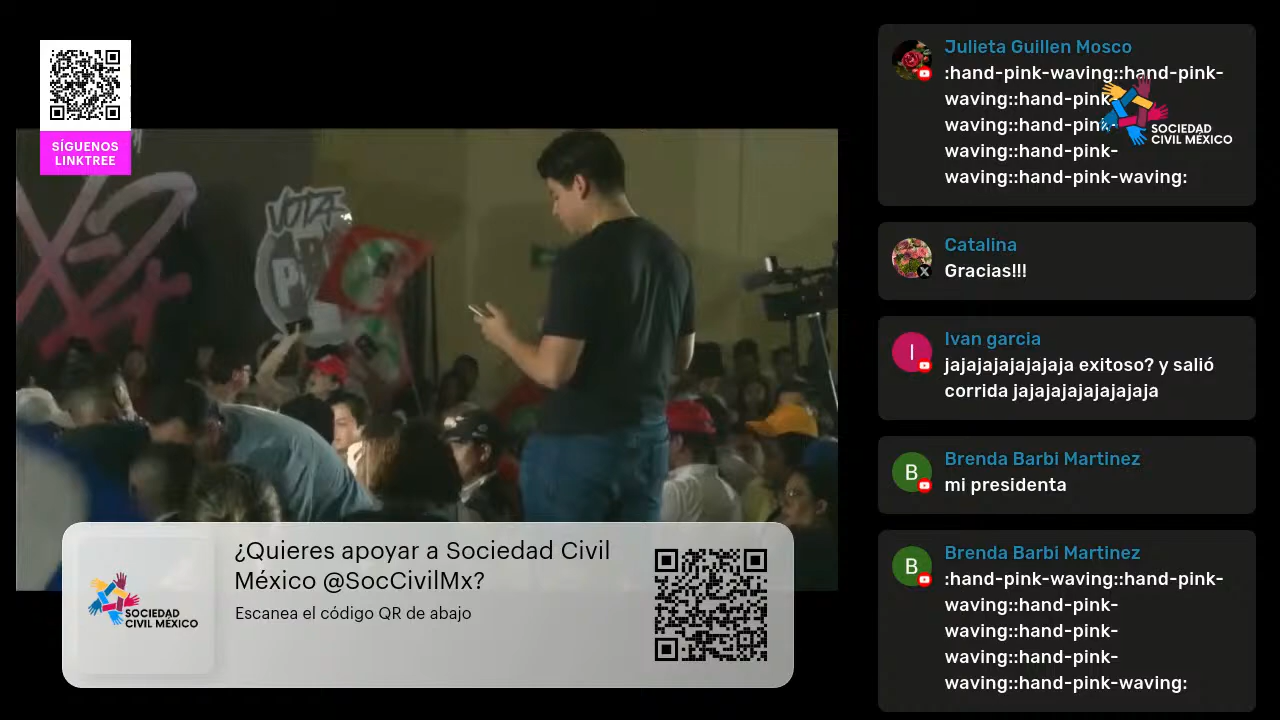 SÍGUENOS
LINKTREE
VOTA
PRI
¿Quieres apoyar a Sociedad Civil
México @SocCivilMx?
Escanea el código QR de abajo
SOCIEDAD
CIVIL MÉXICO
Julieta Guillen Mosco
:hand-pink-waving::hand-pink-
waving::hand-pink-
waving::hand-pink-
waving::hand-pink-
waving::hand-pink-waving:
SOCIEDAD
CIVIL MÉXICO
Catalina
Gracias!!!
I
Ivan garcia
jajajajajajajaja exitoso? y salió
corrida jajajajajajajajaja
B
Brenda Barbi Martinez
mi presidenta
B
Brenda Barbi Martinez
:hand-pink-waving::hand-pink-
waving::hand-pink-
waving::hand-pink-
waving::hand-pink-
waving::hand-pink-waving: